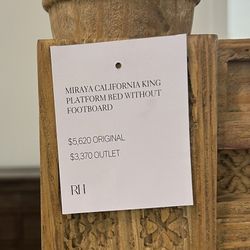 MIRAYA CALIFORNIA KING
PLATFORM BED WITHOUT
FOOTBOARD
$5,620 ORIGINAL
$3,370 OUTLET
RH